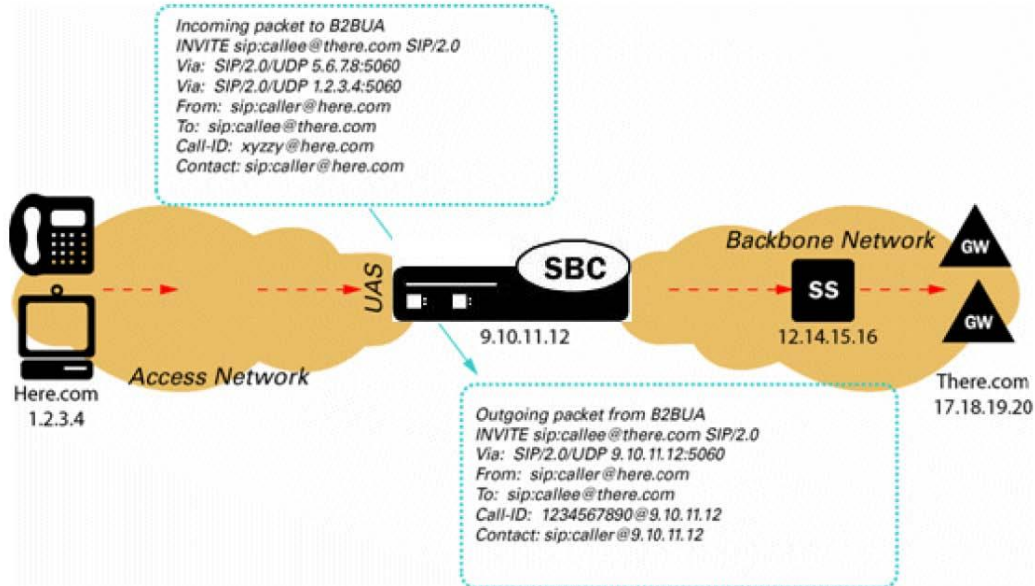 Incoming packet to B2BUA
INVITE sip:callee@there.com SIP/2.0
Via: SIP/2.0/UDP 5.6.7.8:5060
Via: SIP/2.0/UDP 1.2.3.4:5060
From: sip:caller@here.com
To: sip:callee@there.com
Call-ID: xyzzy@here.com
Contact: sip:caller@here.com
Backbone Network
GW
UAS
SBC
SS
GW
9.10.11.12
12.14.15.16
Access Network
Here.com
1.2.3.4
There.com
17.18.19.20
Outgoing packet from B2BUA
INVITE sip:callee@there.com SIP/2.0
Via: SIP/2.0/UDP 9.10.11.12:5060
From: sip:caller@here.com
To: sip:callee@there.com
Call-ID: 1234567890@9.10.11.12
Contact: sip:caller@9.10.11.12